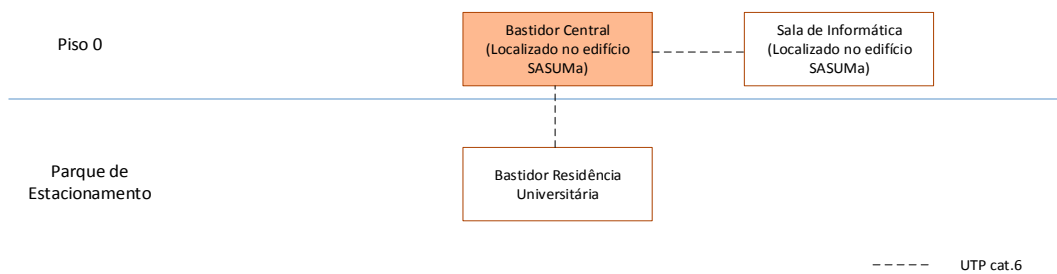 Piso 0
Bastidor Central
(Localizado no edifício
SASUMa)
Sala de Informática
(Localizado no edifício
SASUMa)
Parque de
Estacionamento
Bastidor Residência
Universitária
UTP cat.6